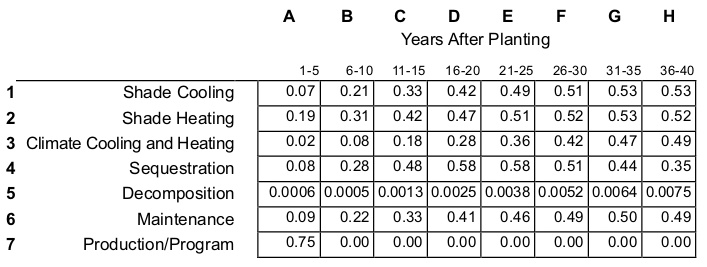 A B C D E F G H
Years After Planting
1-5 6-10 11-15 16-20 21-25 26-30 31-35 36-40
1 Shade Cooling 0.07 0.21 0.33 0.42 0.49 0.51 0.53 0.53
2 Shade Heating 0.19 0.31 0.42 0.47 0.51 0.52 0.53 0.52
3 Climate Cooling and Heating 0.02 0.08 0.18 0.28 0.36 0.42 0.47 0.49
4 Sequestration 0.08 0.28 0.48 0.58 0.58 0.51 0.44 0.35
5 Decomposition 0.0006 0.0005 0.0013 0.0025 0.0038 0.0052 0.0064 0.0075
6 Maintenance 0.09 0.22 0.33 0.41 0.46 0.49 0.50 0.49
7 Production/Program 0.75 0.00 0.00 0.00 0.00 0.00 0.00 0.00